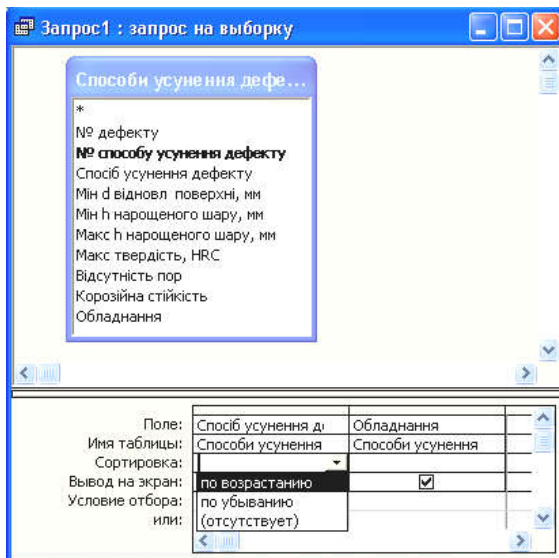 Запрос1 : запрос на выборку
Способи усунення дефе...
*
№ дефекту
№ способу усунення дефекту
Спосіб усунення дефекту
Мін d відновл поверхні, мм
Мін h нарощеного шару, мм
Макс h нарощеного шару, мм
Макс твердість, HRC
Відсутність пор
Корозійна стійкість
Обладнання
Поле: Спосіб усунення де Обладнання
Имя таблицы: Способи усунення Способи усунення
Сортировка:
Вывод на экран: по возрастанию
Условие отбора: по убыванию
или: (отсутствует)